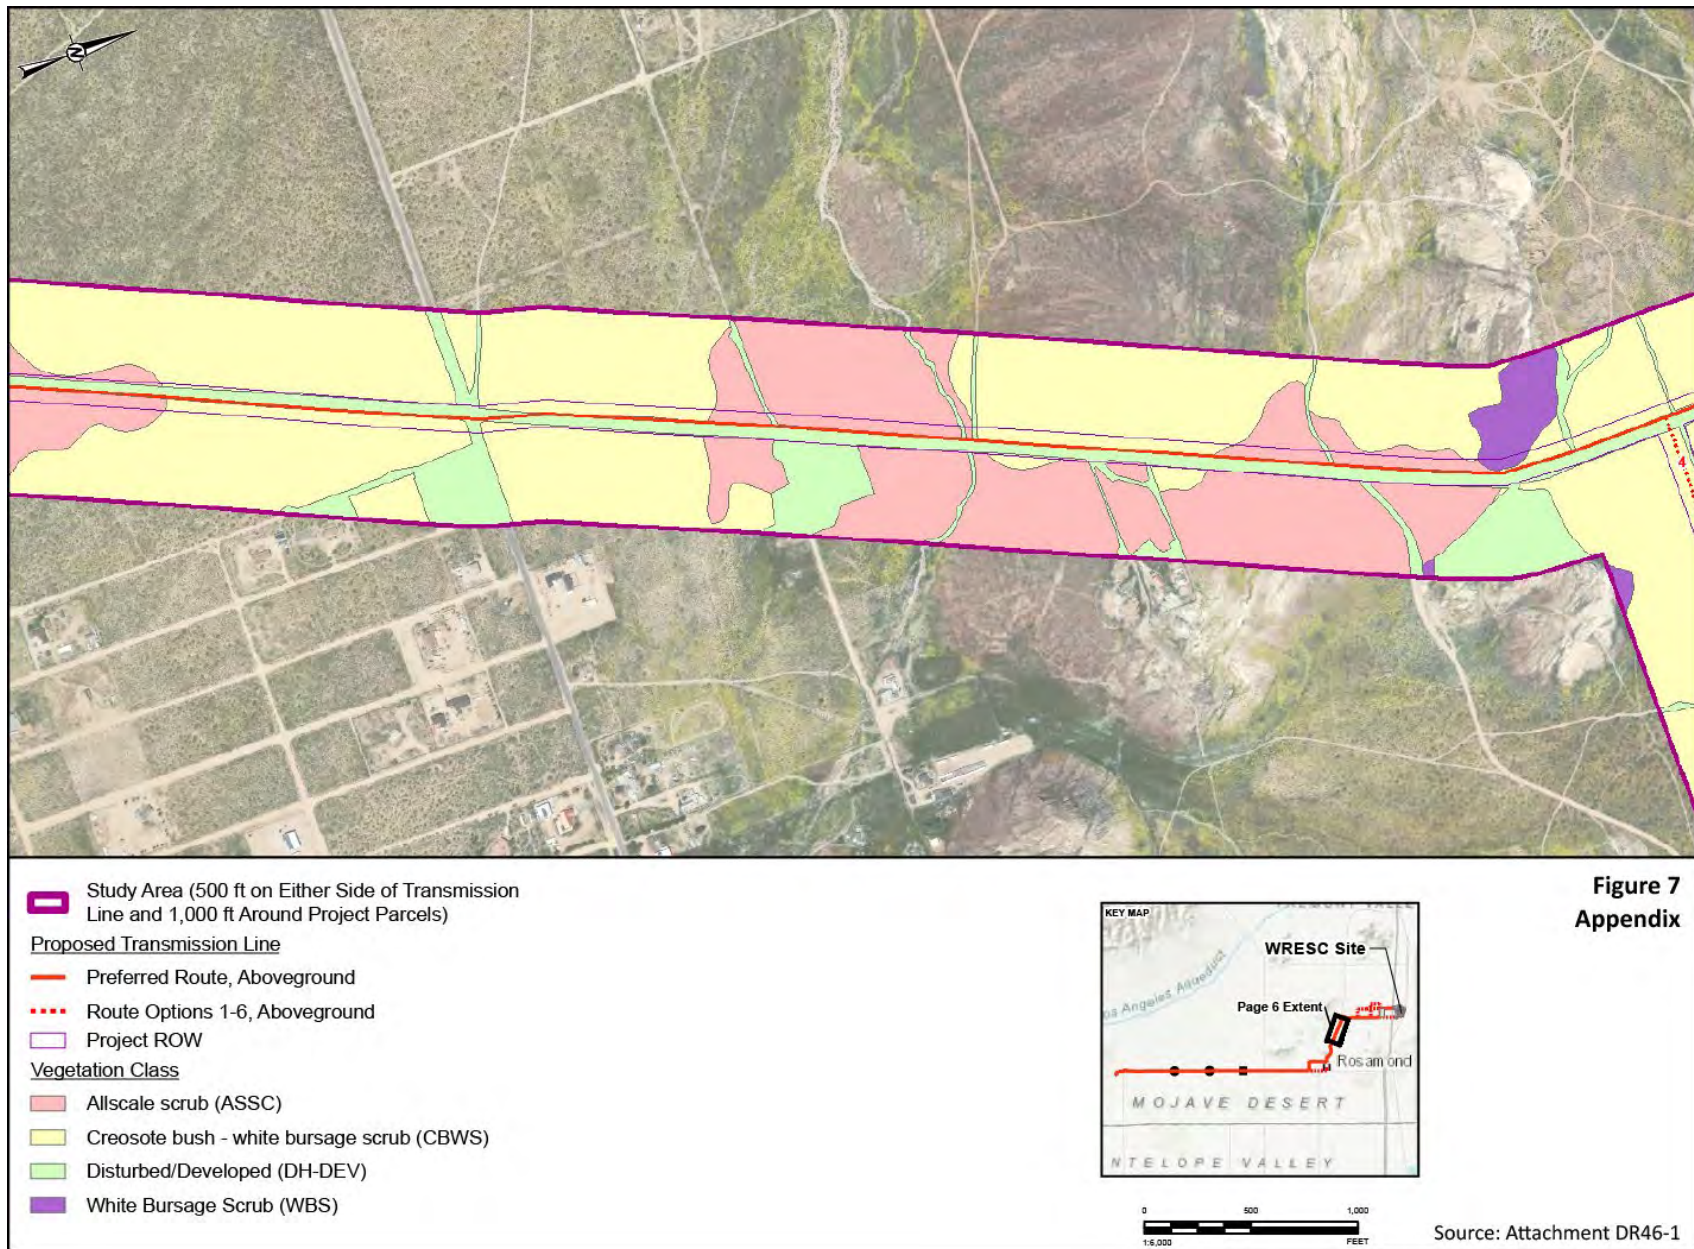 N
4
Study Area (500 ft on Either Side of Transmission
Line and 1,000 ft Around Project Parcels)
Proposed Transmission Line
Preferred Route, Aboveground
Route Options 1-6, Aboveground
Project ROW
Vegetation Class
Allscale scrub (ASSC)
Creosote bush - white bursage scrub (CBWS)
Disturbed/Developed (DH-DEV)
White Bursage Scrub (WBS)
Figure 7
Appendix
KEY MAP
WRESC Site
Angeles Aqueduct
Page 6 Extent
Rosamond
MOJAVE DESERT
NTELOPE VALLEY
0 500 1,000
1:6,000 FEET
Source: Attachment DR46-1